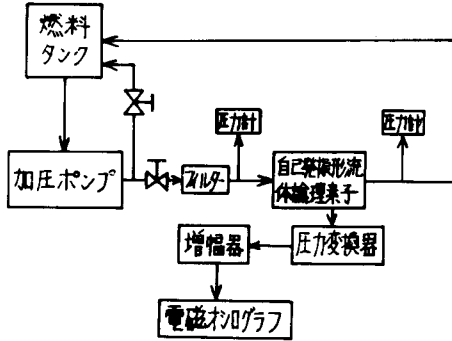 燃料
タンク
圧力計
圧力計
加圧ポンプ
フィルター
自己発振形流
体論理素子
増幅器
圧力変換器
電磁オシログラフ